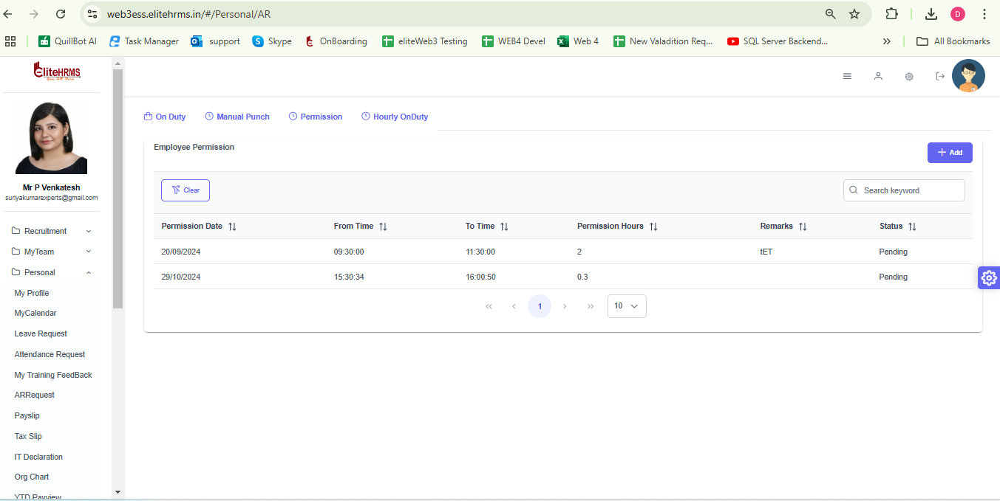 web3ess.elitehrms.in/#/Personal/AR
D
QuillBot AI Task Manager support Skype OnBoarding eliteWeb3 Testing WEB4 Devel Web 4 New Valadition Req... SQL Server Backend... All Bookmarks
EliteHRMS
Mr P Venkatesh
suriyakumarexperts@gmail.com
Recruitment
MyTeam
Personal
My Profile
MyCalendar
Leave Request
Attendance Request
My Training FeedBack
ARRequest
Payslip
Tax Slip
IT Declaration
Org Chart
YTD Payview
On Duty Manual Punch Permission Hourly OnDuty
Employee Permission
Add
Clear
Search keyword
Permission Date From Time To Time Permission Hours Remarks Status
20/09/2024 09:30:00 11:30:00 2 tET Pending
29/10/2024 15:30:34 16:00:50 0.3 Pending
1 10